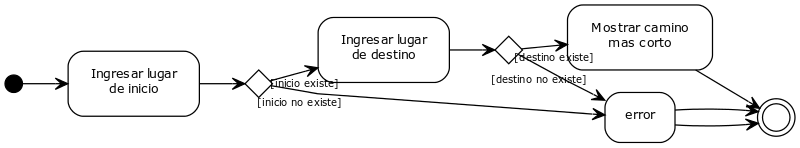 Ingresar lugar
de inicio
[inicio existe]
[inicio no existe]
Ingresar lugar
de destino
[destino existe]
[destino no existe]
Mostrar camino
mas corto
error